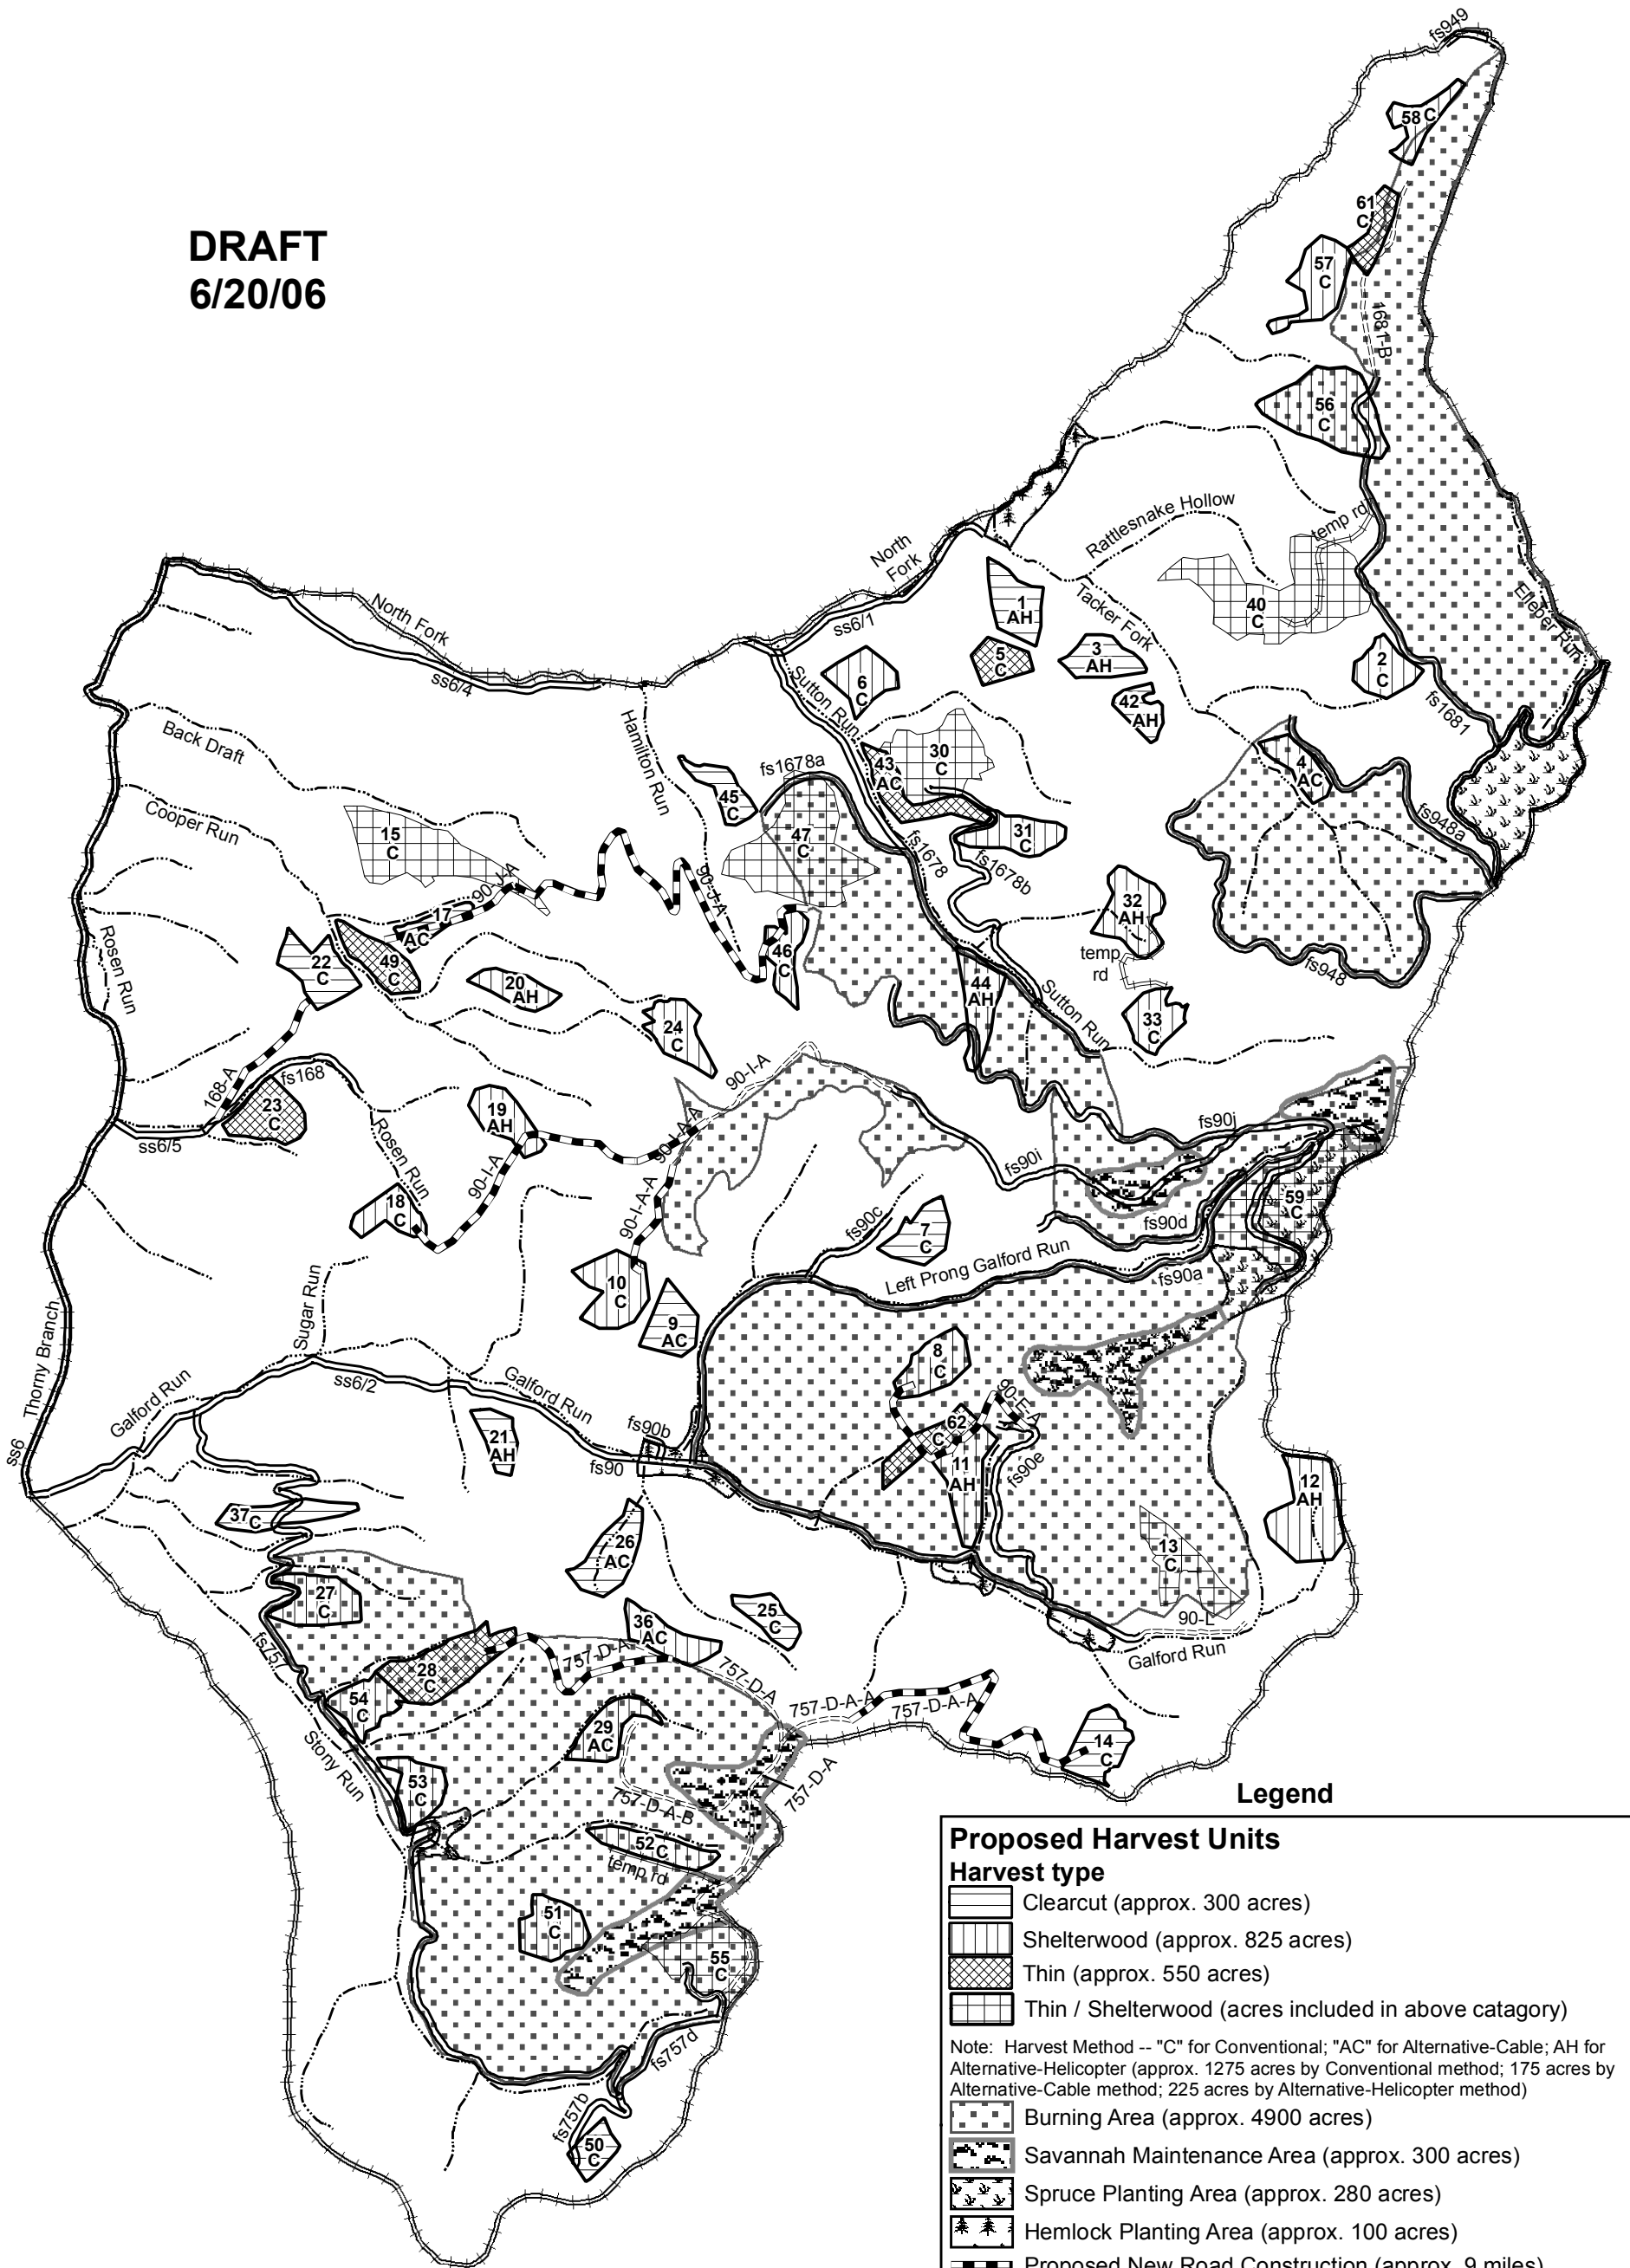 DRAFT
6/20/06
fs949
58 C
61
C
57
C
1681-B
56
C
temp rd
Rattlesnake Hollow
North
Fork
40
C
Elleber Run
1
AH
Tacker Fork
ss6/1
North Fork
ss6/4
5
C
3
AH
2
C
6
C
Sutton Run
42
AH
fs1681
Hamilton Run
Back Draft
30
C
43
AC
4
AC
fs1678a
45
C
fs948a
Cooper Run
15
C
47
C
31
C
fs1678
fs1678b
90-J-A
90-J-A
17
AC
32
AH
Rosen Run
22
C
49
C
46
C
temp
rd
fs948
20
AH
44
AH
Sutton Run
24
C
33
C
90-I-A
168-A
fs168
23
C
19
AH
ss6/5
Rosen Run
90-I-A-A
fs90j
fs90i
90-I-A
18
C
90-I-A-A
59
C
fs90c
7
C
fs90d
Left Prong Galford Run
fs90a
10
C
Sugar Run
9
AC
Thorny Branch
8
C
ss6/2
Galford Run
Galford Run
90-E-A
62
C
fs90b
21
AH
ss6
fs90
11
AH
fs90e
12
AH
37 C
26
AC
13
C
27
C
25
C
36
AC
90-L
Galford Run
fs757
757-D-A
28
C
757-D-A
54
C
757-D-A-A
757-D-A-A
29
AC
14
C
Stony Run
53
C
757-D-A
757-D-A-B
52 C
temp rd
51
C
55
C
fs757d
fs757b
50
C
Legend
Proposed Harvest Units
Harvest type
Clearcut (approx. 300 acres)
Shelterwood (approx. 825 acres)
Thin (approx. 550 acres)
Thin / Shelterwood (acres included in above catagory)
Note: Harvest Method -- "C" for Conventional; "AC" for Alternative-Cable; AH for
Alternative-Helicopter (approx. 1275 acres by Conventional method; 175 acres by
Alternative-Cable method; 225 acres by Alternative-Helicopter method)
Burning Area (approx. 4900 acres)
Savannah Maintenance Area (approx. 300 acres)
Spruce Planting Area (approx. 280 acres)
Hemlock Planting Area (approx. 100 acres)
Proposed New Road Construction (approx. 9 miles)